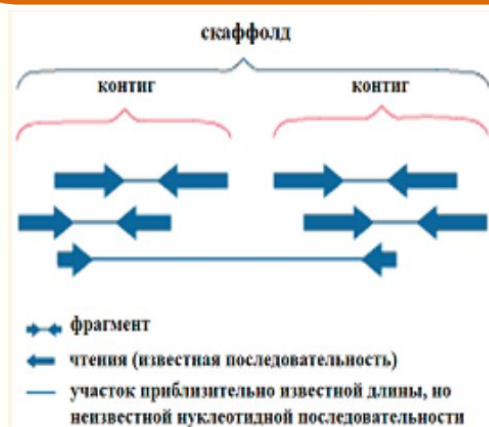 скаффолд
контиг контиг
фрагмент
чтения (известная последовательность)
участок приблизительно известной длины, но
неизвестной нуклеотидной последовательности